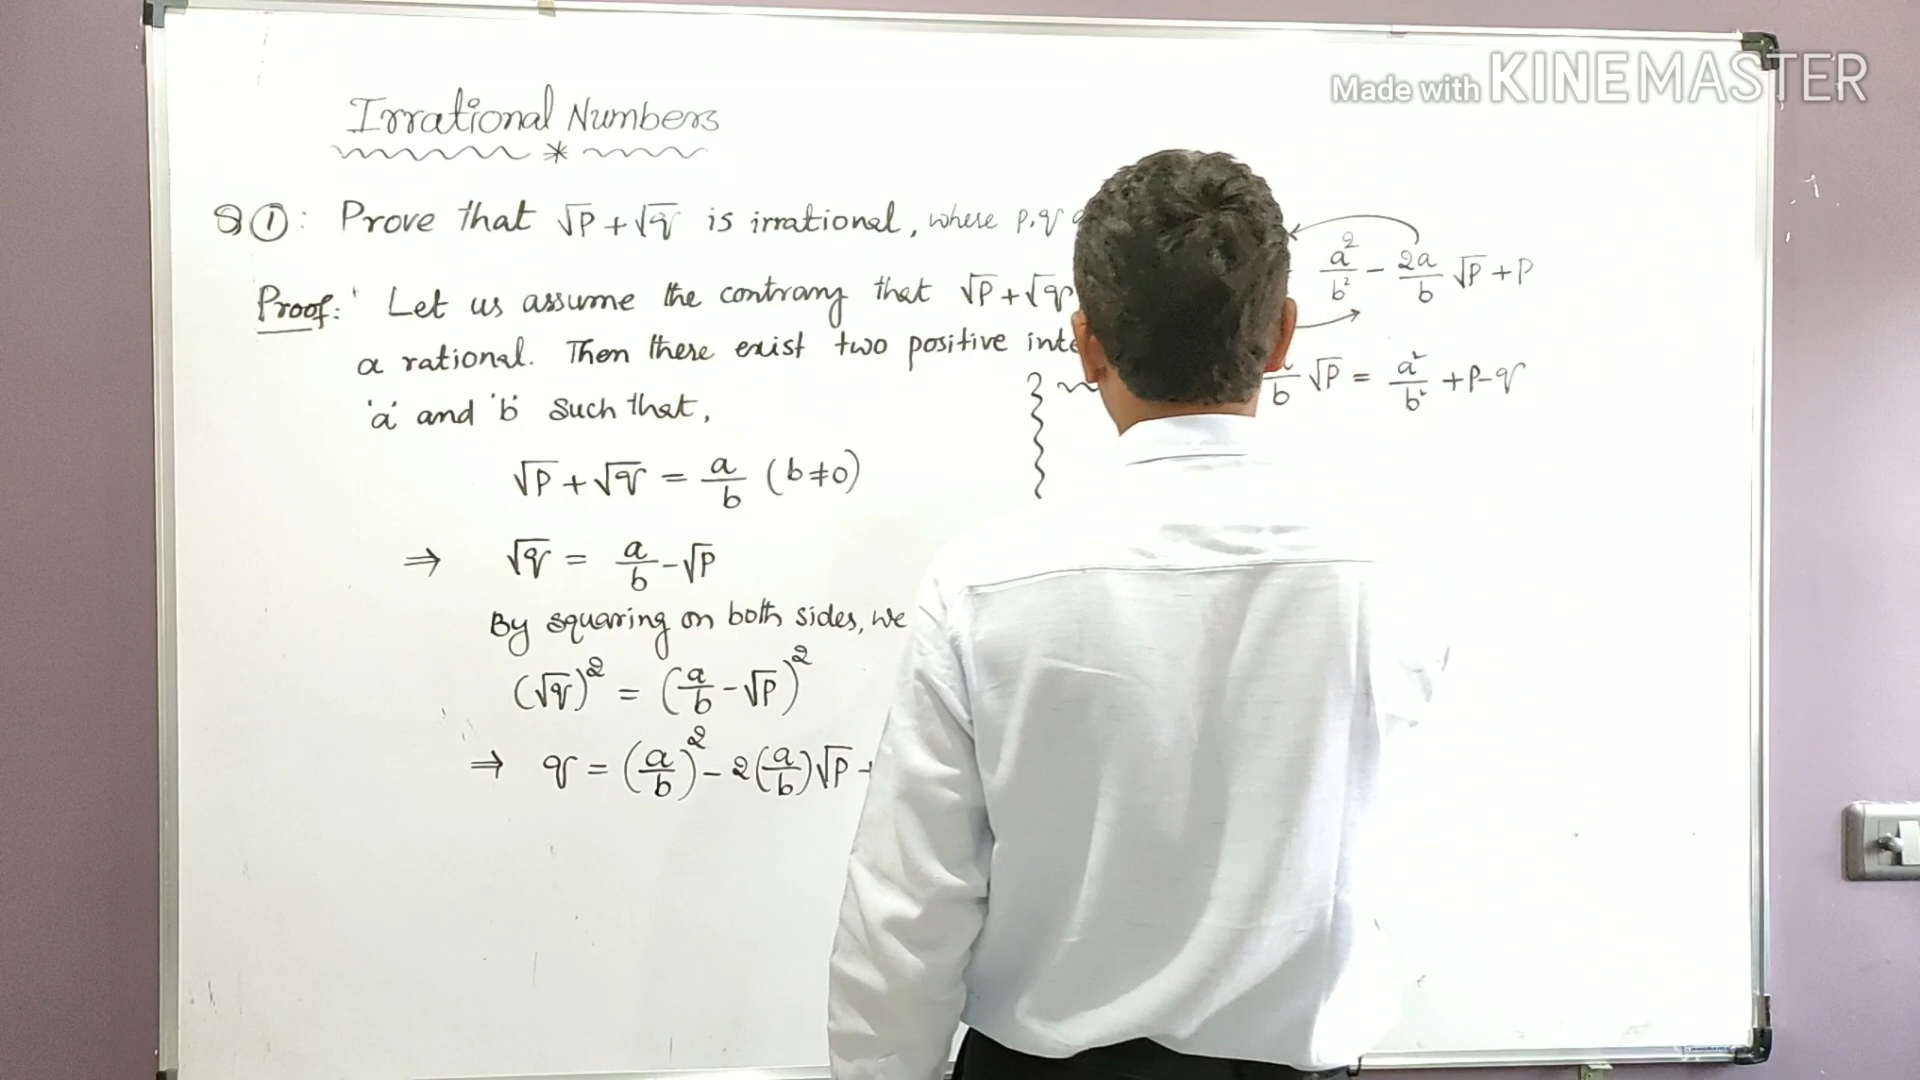 Made with KINEMASTER
Irrational Numbers
Q①: Prove that √p + √q is irrational, where p, q
Proof: Let us assume the contrary that √p + √q
a rational. Then there exist two positive
'a' and 'b' such that,
√p + √q = a/b (b≠0)
⇒ √q = a/b - √p
By squaring on both sides, we
(√q)² = (a/b - √p)²
⇒ q = (a/b)² - 2(a/b)√p +
a²/b² - 2a/b √p + p
/b √p = a²/b² + p - q